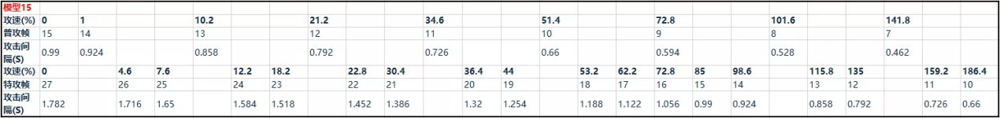 模型15
攻速(%) 0 1 10.2 21.2 34.6 51.4 72.8 101.6 141.8
普攻帧 15 14 13 12 11 10 9 8 7
攻击间
隔(S) 0.99 0.924 0.858 0.792 0.726 0.66 0.594 0.528 0.462
攻速(%) 0 4.6 7.6 12.2 18.2 22.8 30.4 36.4 44 53.2 62.2 72.8 85 98.6 115.8 135 159.2 186.4
特攻帧 27 26 25 24 23 22 21 20 19 18 17 16 15 14 13 12 11 10
攻击间
隔(S) 1.782 1.716 1.65 1.584 1.518 1.452 1.386 1.32 1.254 1.188 1.122 1.056 0.99 0.924 0.858 0.792 0.726 0.66